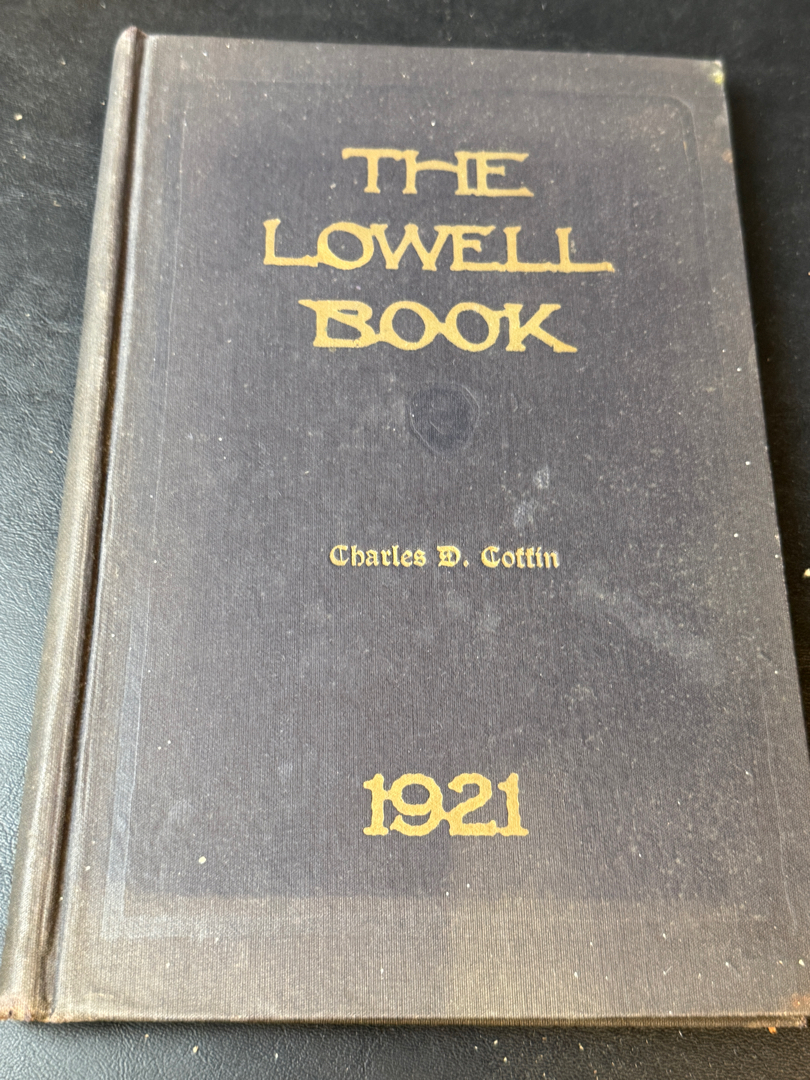 THE
LOWELL
BOOK
Charles D. Coffin
1921